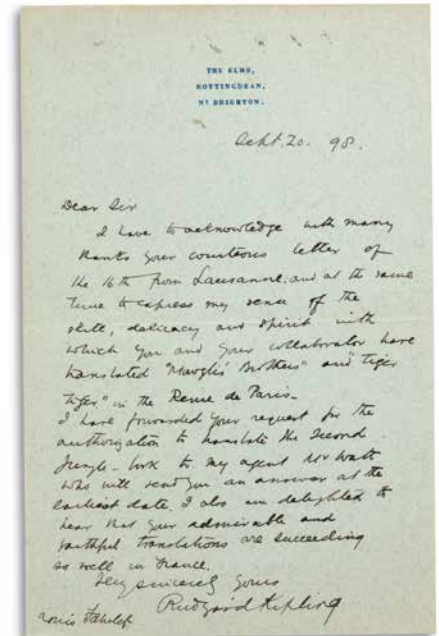 THE ELMS,
ROTTINGDEAN,
Nr BRIGHTON.
Sept. 20. 98.
Dear Sir
I have to acknowledge with many
thanks your courteous letter of
the 16th from Lausanne. and at the same
time to express my sense of the
skill, delicacy and spirit with
which you and your collaborator have
translated "Mowgli's Brothers" and "Tiger
Tiger" in the Revue de Paris.
I have forwarded your request for the
authorization to translate the Second
Jungle-book to my agent Mr Watt
who will send you an answer at the
earliest date. I also am delighted to
hear that your admirable and
faithful translations are succeeding
so well in France.
Very sincerely yours
Rudyard Kipling
Louis